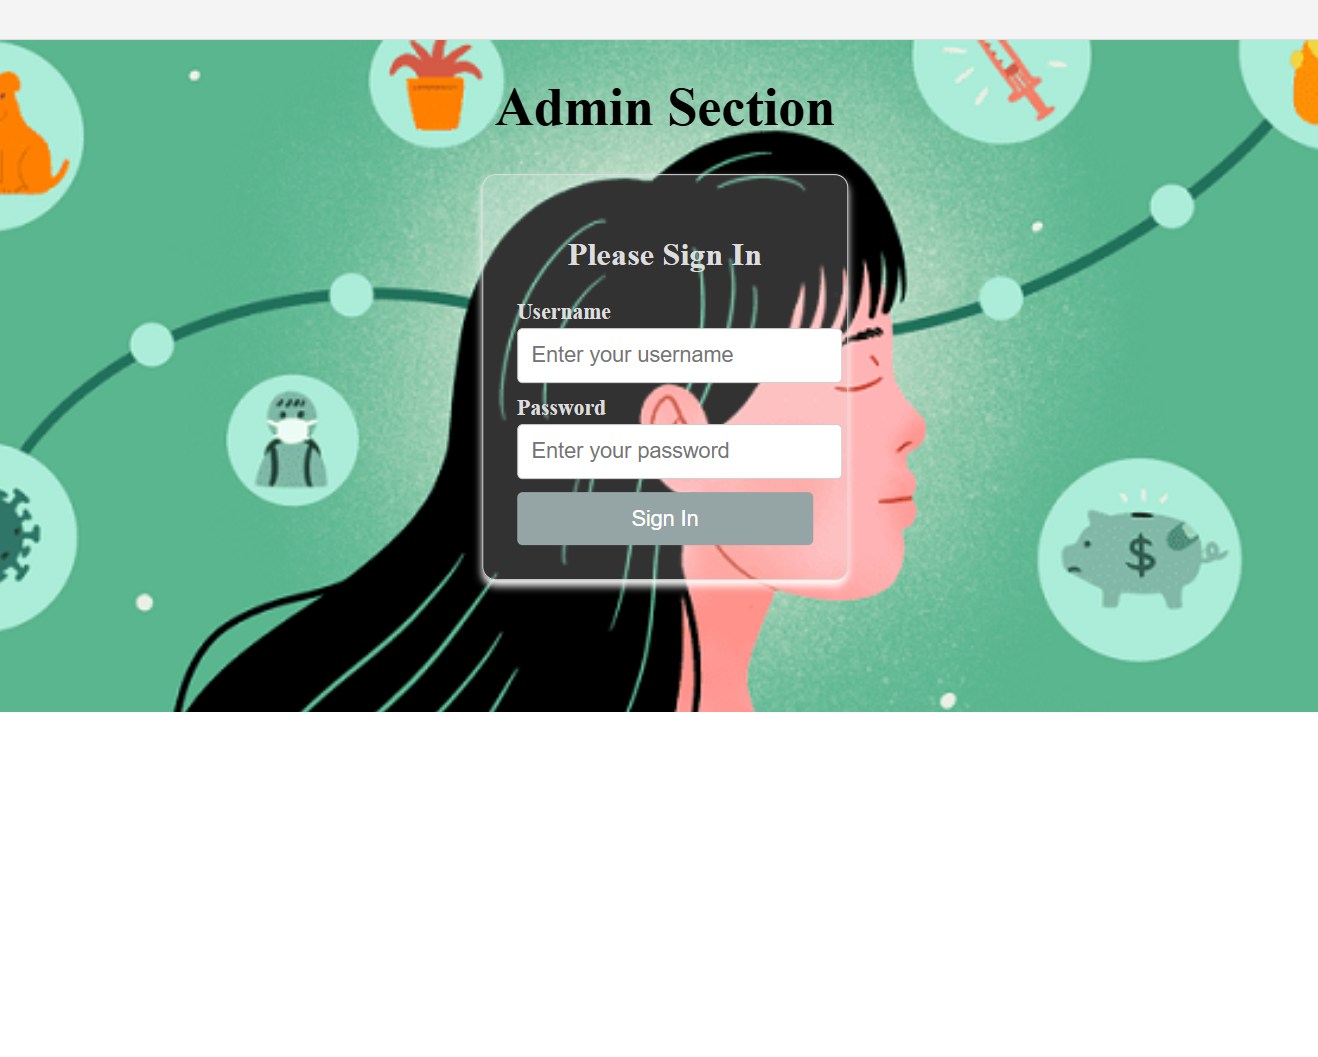 Admin Section
Please Sign In
Username
Enter your username
Password
Enter your password
Sign In
$